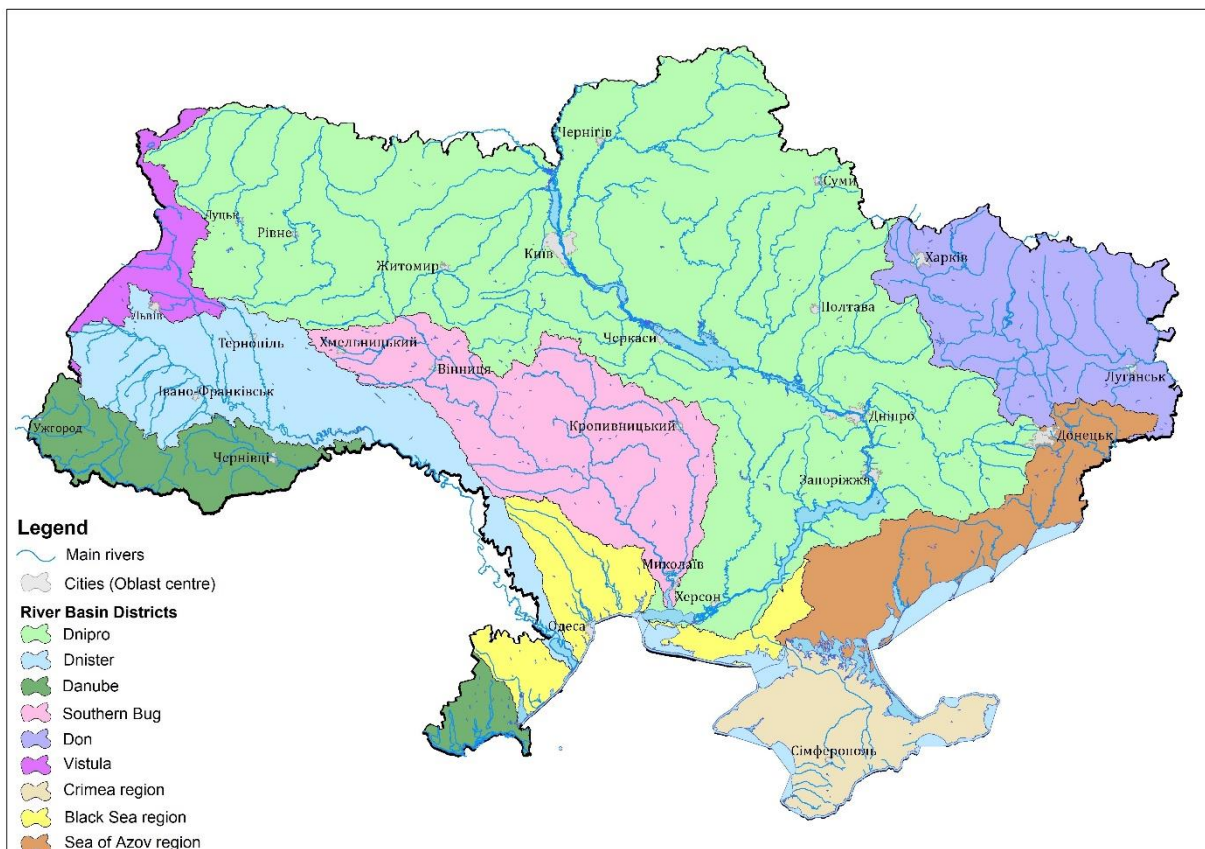 Чернігів
Суми
Луцьк
Рівне
Київ
Харків
Житомир
Львів
Полтава
Тернопіль
Хмельницький
Черкаси
Вінниця
Луганськ
Івано-Франківськ
Ужгород
Кропивницький
Дніпро
Донецьк
Чернівці
Запоріжжя
Миколаїв
Херсон
Одеса
Сімферополь
Legend
Main rivers
Cities (Oblast centre)
River Basin Districts
Dnipro
Dnister
Danube
Southern Bug
Don
Vistula
Crimea region
Black Sea region
Sea of Azov region